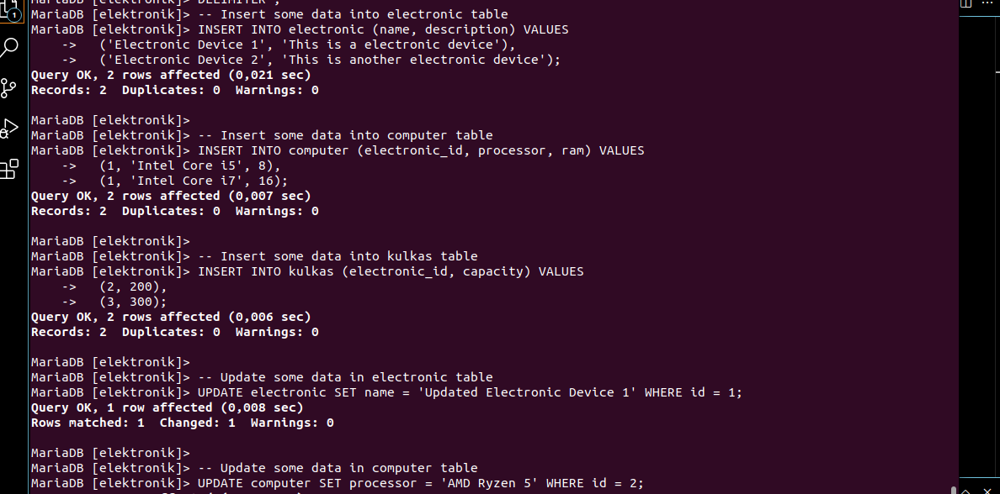 1
MariaDB [elektronik]> DELIMITER ;
MariaDB [elektronik]> -- Insert some data into electronic table
MariaDB [elektronik]> INSERT INTO electronic (name, description) VALUES
    ->   ('Electronic Device 1', 'This is a electronic device'),
    ->   ('Electronic Device 2', 'This is another electronic device');
Query OK, 2 rows affected (0,021 sec)
Records: 2  Duplicates: 0  Warnings: 0
MariaDB [elektronik]>
MariaDB [elektronik]> -- Insert some data into computer table
MariaDB [elektronik]> INSERT INTO computer (electronic_id, processor, ram) VALUES
    ->   (1, 'Intel Core i5', 8),
    ->   (1, 'Intel Core i7', 16);
Query OK, 2 rows affected (0,007 sec)
Records: 2  Duplicates: 0  Warnings: 0
MariaDB [elektronik]>
MariaDB [elektronik]> -- Insert some data into kulkas table
MariaDB [elektronik]> INSERT INTO kulkas (electronic_id, capacity) VALUES
    ->   (2, 200),
    ->   (3, 300);
Query OK, 2 rows affected (0,006 sec)
Records: 2  Duplicates: 0  Warnings: 0
MariaDB [elektronik]>
MariaDB [elektronik]> -- Update some data in electronic table
MariaDB [elektronik]> UPDATE electronic SET name = 'Updated Electronic Device 1' WHERE id = 1;
Query OK, 1 row affected (0,008 sec)
Rows matched: 1  Changed: 1  Warnings: 0
MariaDB [elektronik]>
MariaDB [elektronik]> -- Update some data in computer table
MariaDB [elektronik]> UPDATE computer SET processor = 'AMD Ryzen 5' WHERE id = 2;